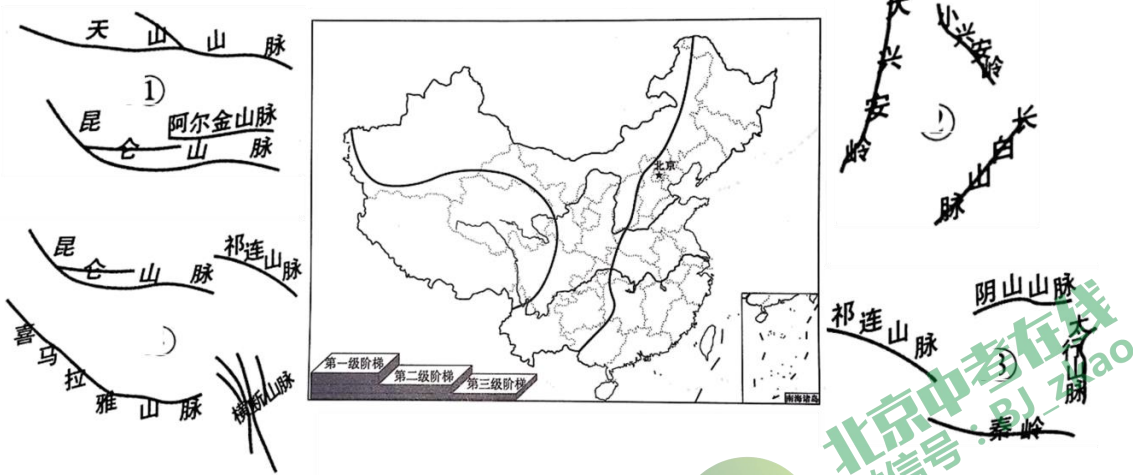 天山山脉
①
昆仑山脉
阿尔金山脉
昆仑山脉
祁连山脉
喜马拉雅山脉
横断山脉
北京
第一级阶梯
第二级阶梯
第三级阶梯
南海诸岛
大兴安岭
小兴安岭
长白山脉
祁连山脉
阴山山脉
太行山脉
③
秦岭
北京中考在线
微信号：BJ_zkao